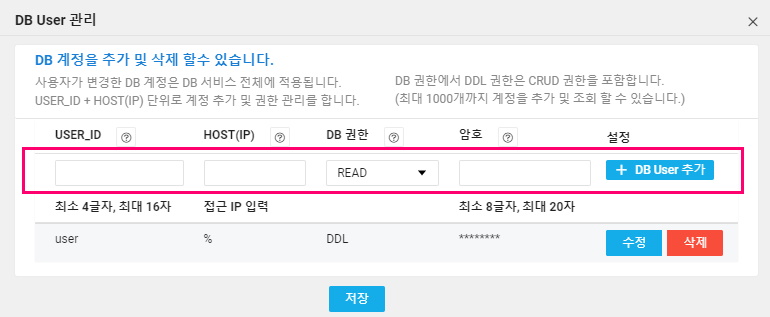 DB User 관리
DB 계정을 추가 및 삭제 할수 있습니다.
사용자가 변경한 DB 계정은 DB 서비스 전체에 적용됩니다.
USER_ID + HOST(IP) 단위로 계정 추가 및 권한 관리를 합니다.
DB 권한에서 DDL 권한은 CRUD 권한을 포함합니다.
(최대 1000개까지 계정을 추가 및 조회 할 수 있습니다.)
USER_ID ? HOST(IP) ? DB 권한 ? 암호 ? 설정
READ + DB User 추가
최소 4글자, 최대 16자 접근 IP 입력 최소 8글자, 최대 20자
user % DDL ******** 수정 삭제
저장